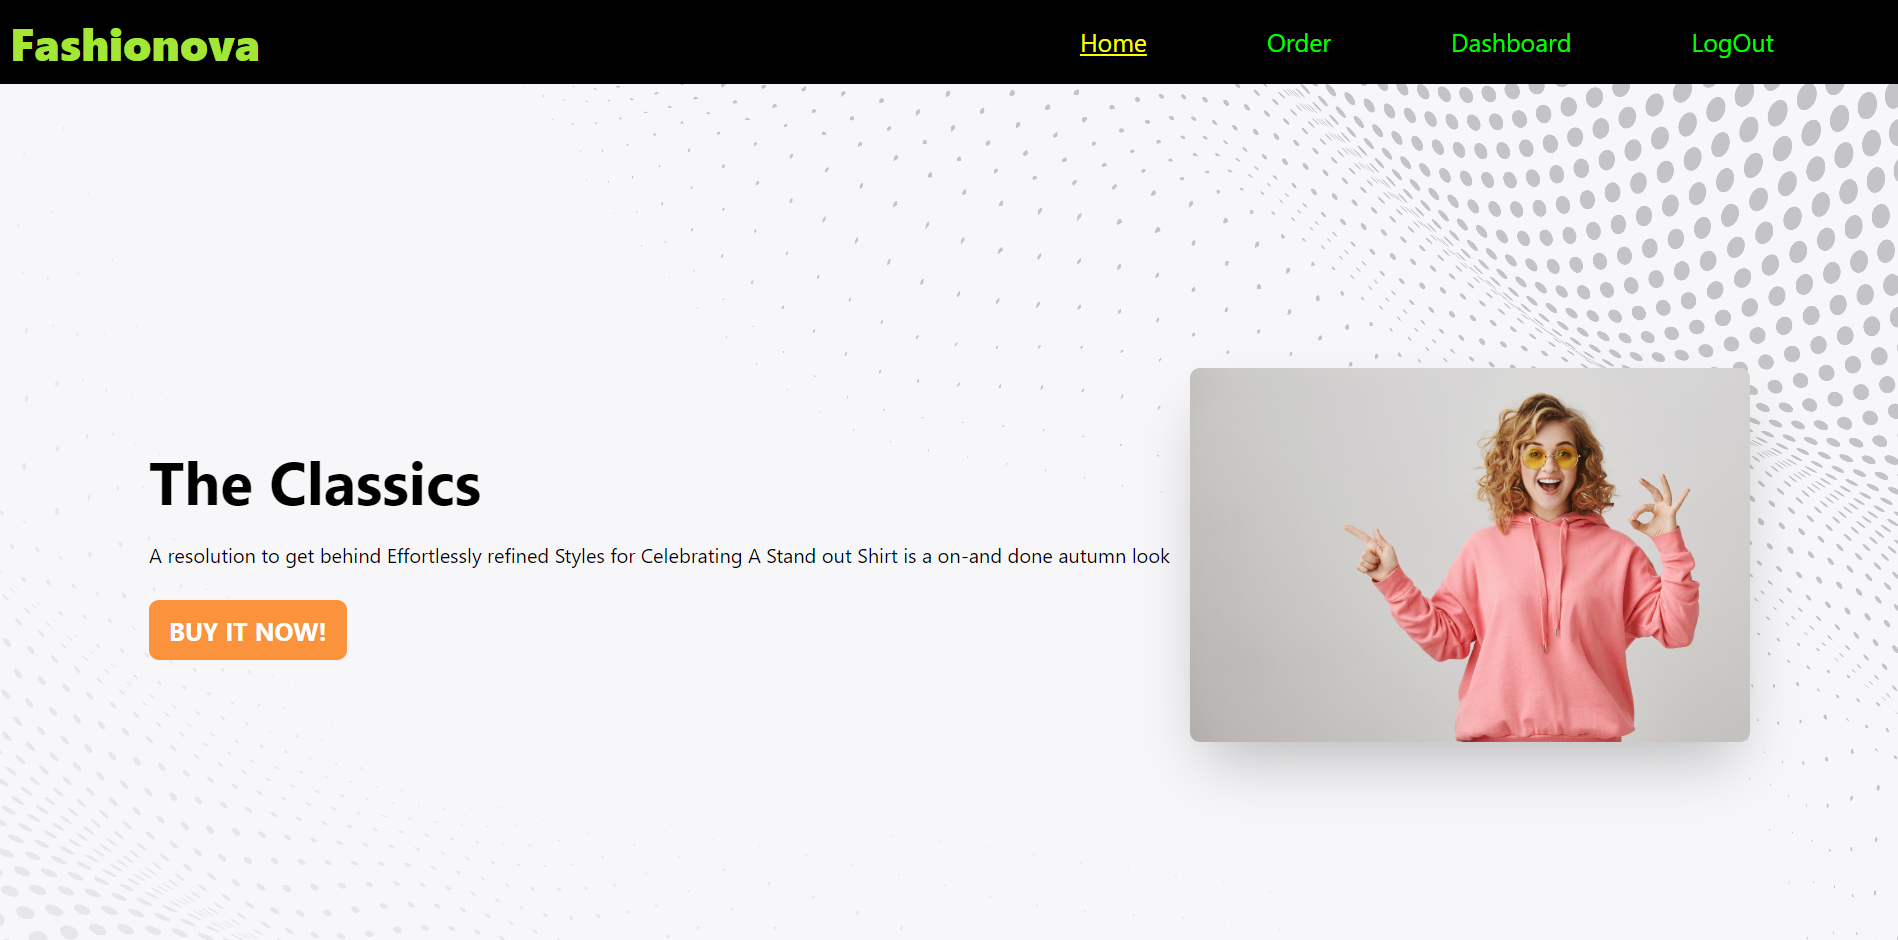 Fashionova
Home Order Dashboard LogOut
The Classics
A resolution to get behind Effortlessly refined Styles for Celebrating A Stand out Shirt is a on-and done autumn look
BUY IT NOW!